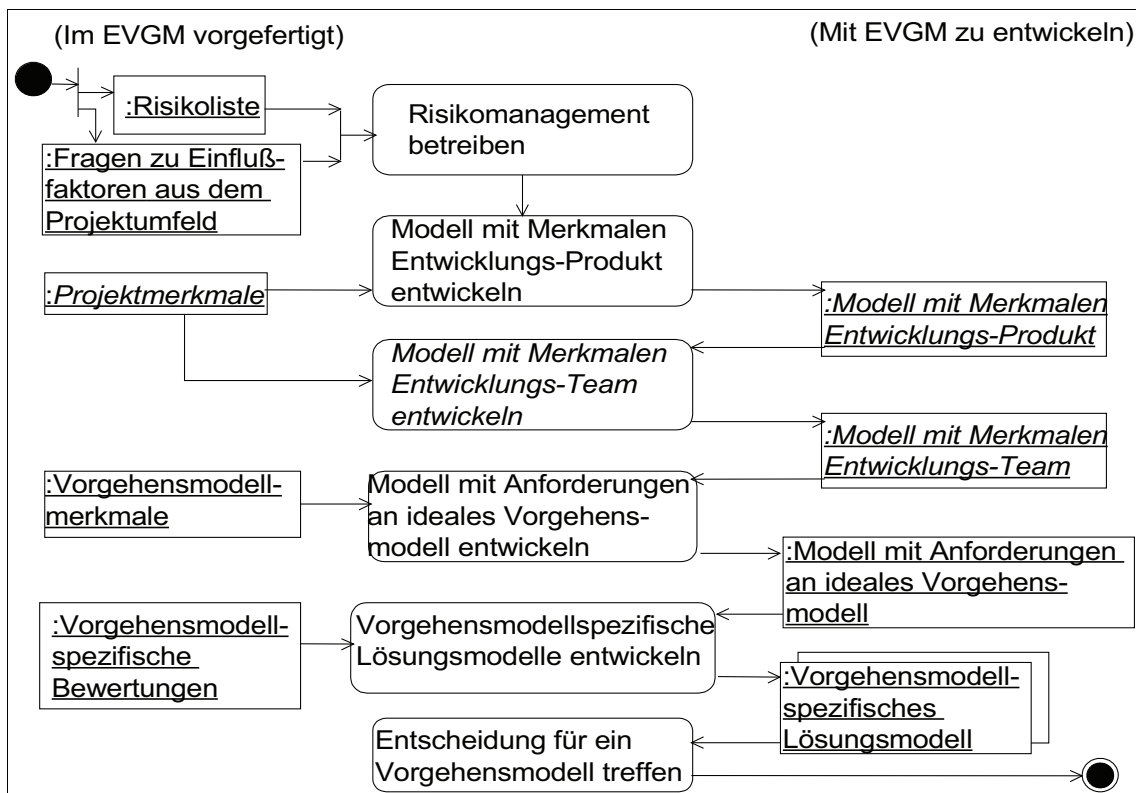 (Im EVGM vorgefertigt)
(Mit EVGM zu entwickeln)
:Risikoliste
Risikomanagement
betreiben
:Fragen zu Einfluß-
faktoren aus dem
Projektumfeld
Modell mit Merkmalen
Entwicklungs-Produkt
entwickeln
:Projektmerkmale
:Modell mit Merkmalen
Entwicklungs-Produkt
Modell mit Merkmalen
Entwicklungs-Team
entwickeln
:Modell mit Merkmalen
Entwicklungs-Team
:Vorgehensmodell-
merkmale
Modell mit Anforderungen
an ideales Vorgehens-
modell entwickeln
:Modell mit Anforderungen
an ideales Vorgehens-
modell
:Vorgehensmodell-
spezifische
Bewertungen
Vorgehensmodellspezifische
Lösungsmodelle entwickeln
:Vorgehensmodell-
spezifisches
Lösungsmodell
Entscheidung für ein
Vorgehensmodell treffen